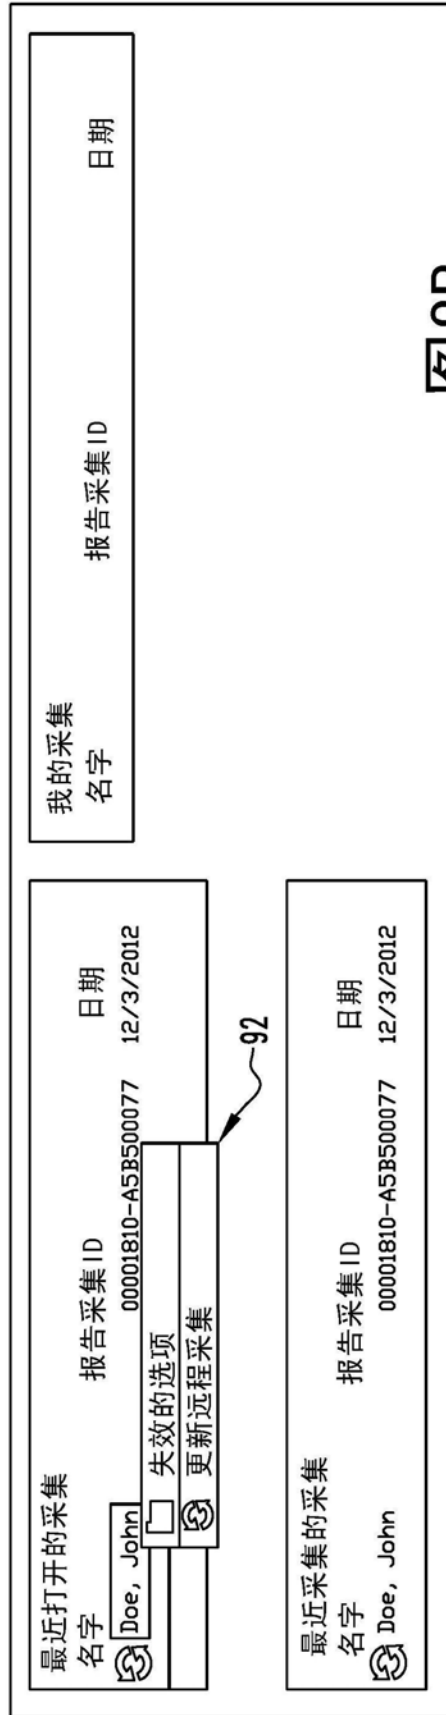 最近打开的采集
名字 报告采集ID 日期
Doe, John 00001810-A5B500077 12/3/2012
失效的选项
更新远程采集
92
最近采集的采集
名字 报告采集ID 日期
Doe, John 00001810-A5B500077 12/3/2012
我的采集
名字 报告采集ID 日期